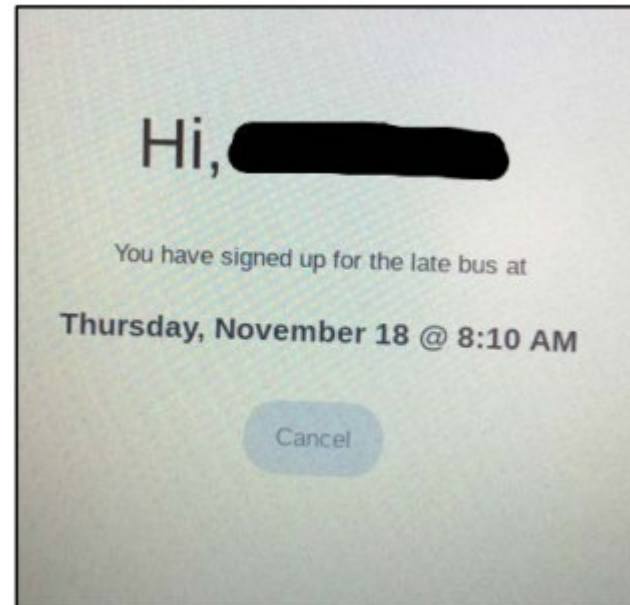 Hi,
You have signed up for the late bus at
Thursday, November 18 @ 8:10 AM
Cancel